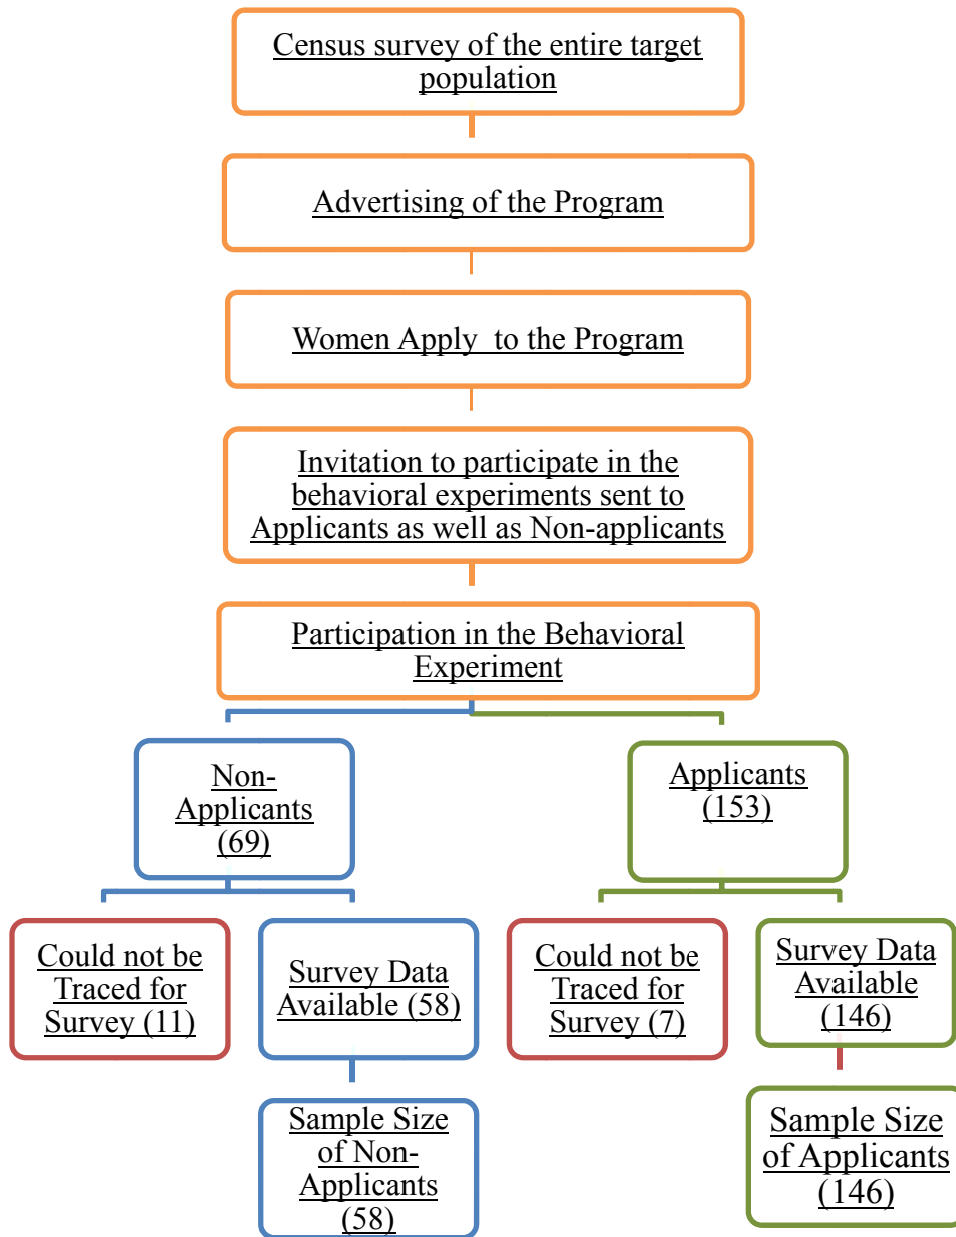 Census survey of the entire target
population
Advertising of the Program
Women Apply  to the Program
Invitation to participate in the
behavioral experiments sent to
Applicants as well as Non-applicants
Participation in the Behavioral
Experiment
Non-
Applicants
(69)
Applicants
(153)
Could not be
Traced for
Survey (11)
Survey Data
Available (58)
Could not be
Traced for
Survey (7)
Survey Data
Available
(146)
Sample Size
of Non-
Applicants
(58)
Sample Size
of Applicants
(146)